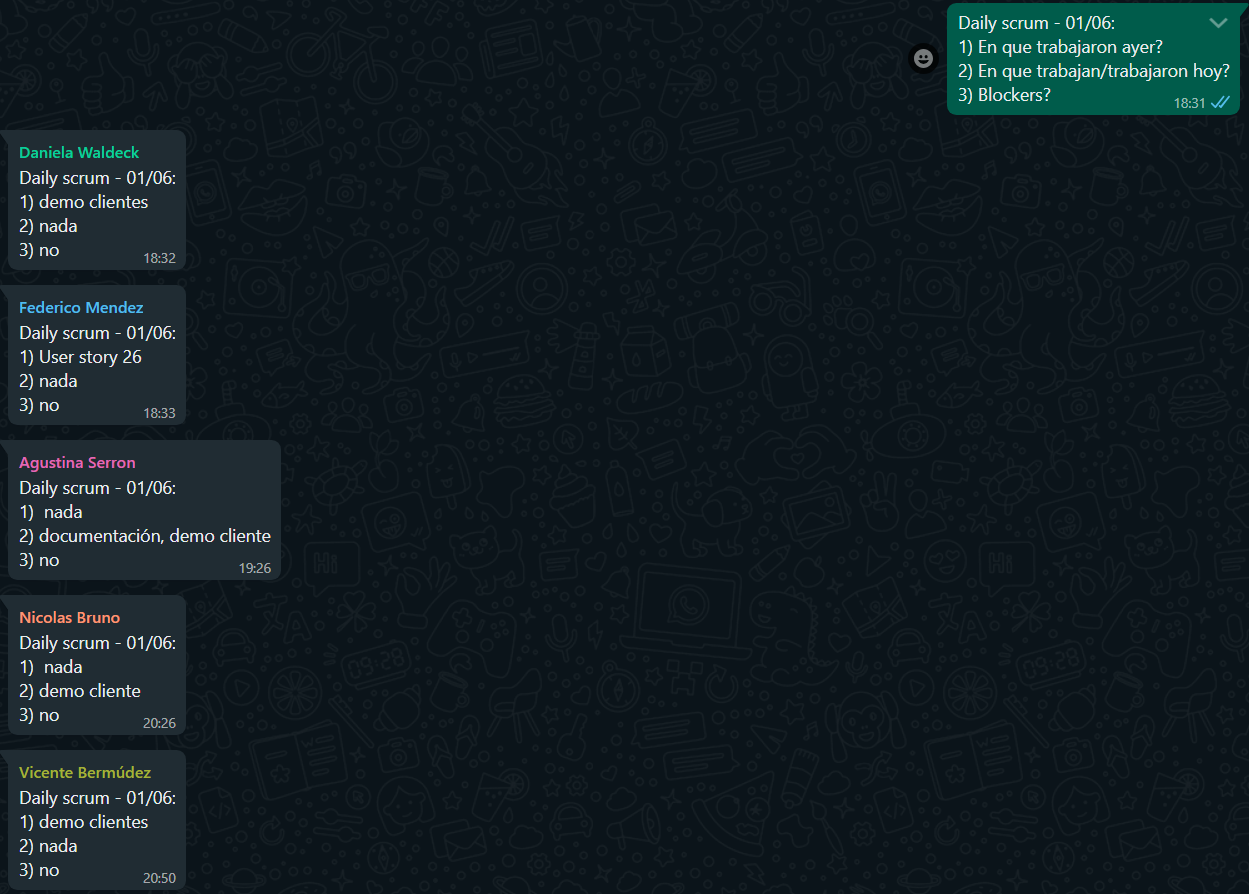 Daily scrum - 01/06:
1) En que trabajaron ayer?
2) En que trabajan/trabajaron hoy?
3) Blockers?
18:31
Daniela Waldeck
Daily scrum - 01/06:
1) demo clientes
2) nada
3) no
18:32
Federico Mendez
Daily scrum - 01/06:
1) User story 26
2) nada
3) no
18:33
Agustina Serron
Daily scrum - 01/06:
1)  nada
2) documentación, demo cliente
3) no
19:26
Nicolas Bruno
Daily scrum - 01/06:
1)  nada
2) demo cliente
3) no
20:26
Vicente Bermúdez
Daily scrum - 01/06:
1) demo clientes
2) nada
3) no
20:50